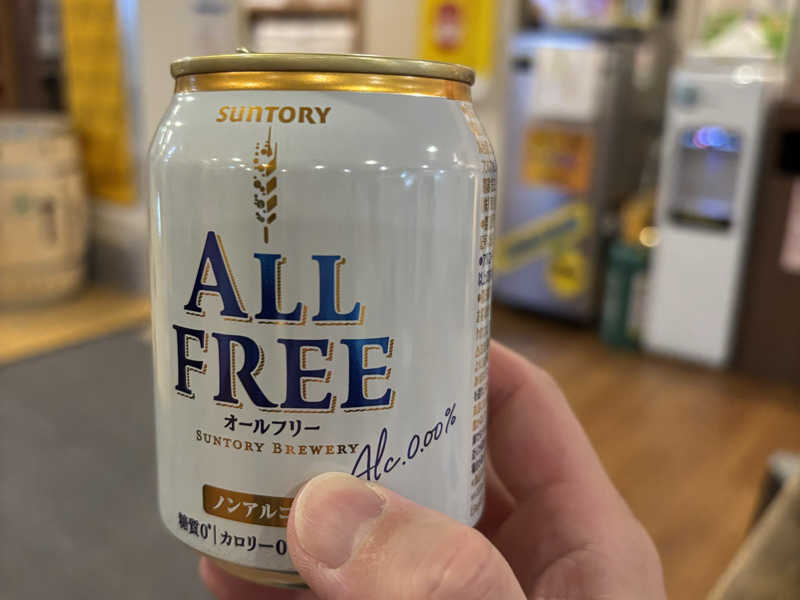 SUNTORY
ALL
FREE
オールフリー
SUNTORY BREWERY
Alc.0.00%
ノンアルコ
糖質0*|カロリー0